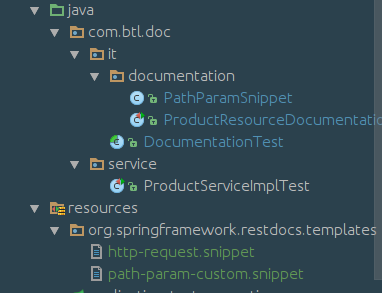 java
com.btl.doc
it
documentation
PathParamSnippet
DocumentationTest
service
ProductServiceImplTest
resources
org.springframework.restdocs.templates
http-request.snippet
path-param-custom.snippet